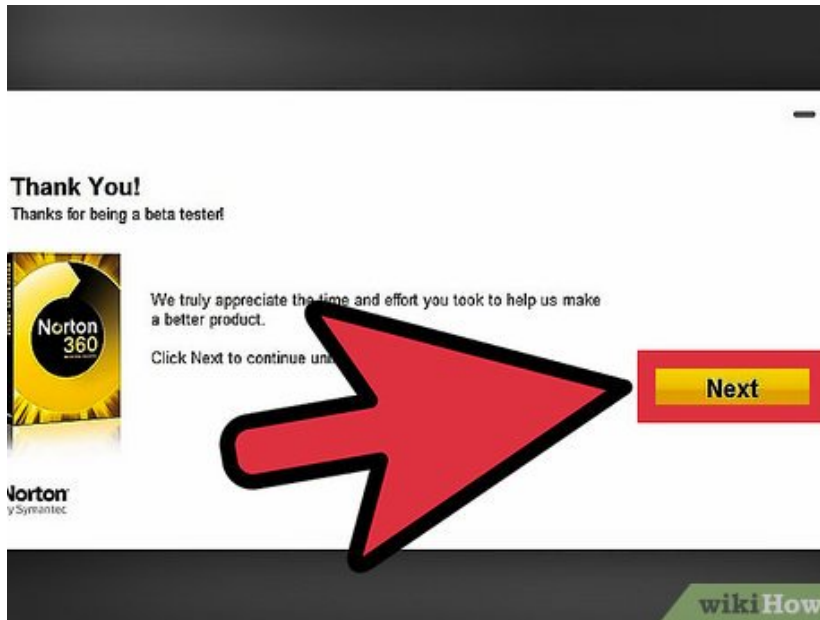 Thank You!
Thanks for being a beta tester!
We truly appreciate the time and effort you took to help us make
a better product.
Norton
360
Click Next to continue
Next
Norton
by Symantec
wikiHow